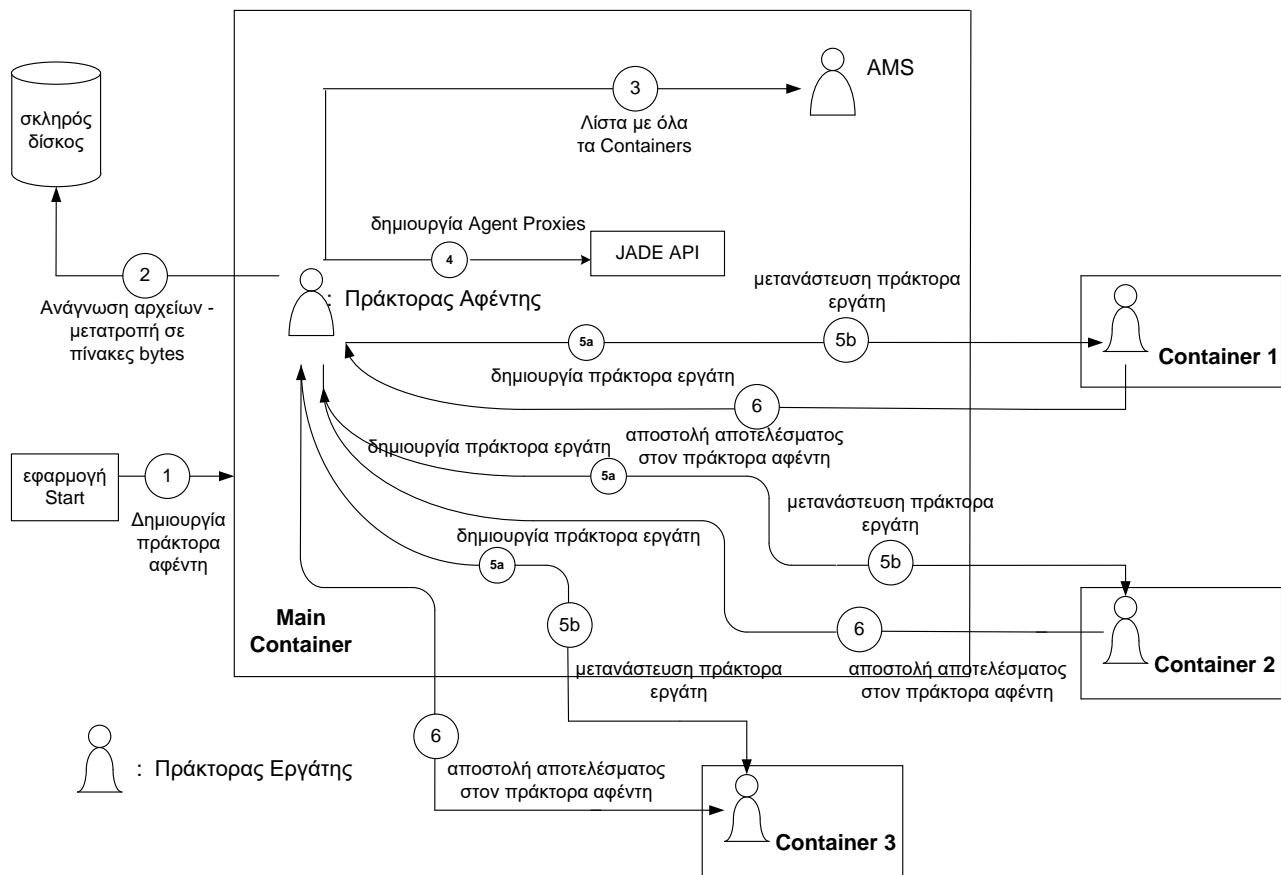 AMS
3
σκληρός
δίσκος
Λίστα με όλα
τα Containers
δημιουργία Agent Proxies
4
JADE API
2
Ανάγνωση αρχείων -
μετατροπή σε
πίνακες bytes
: Πράκτορας Αφέντης
μετανάστευση πράκτορα
εργάτη
5a
5b
Container 1
δημιουργία πράκτορα εργάτη
6
αποστολή αποτελέσματος
στον πράκτορα αφέντη
δημιουργία πράκτορα εργάτη
5a
εφαρμογή
Start
1
Δημιουργία
πράκτορα
αφέντη
μετανάστευση πράκτορα
εργάτη
δημιουργία πράκτορα εργάτη
5a
5b
Main
Container
5b
6
Container 2
μετανάστευση πράκτορα
εργάτη
αποστολή αποτελέσματος
στον πράκτορα αφέντη
6
: Πράκτορας Εργάτης
αποστολή αποτελέσματος
στον πράκτορα αφέντη
Container 3